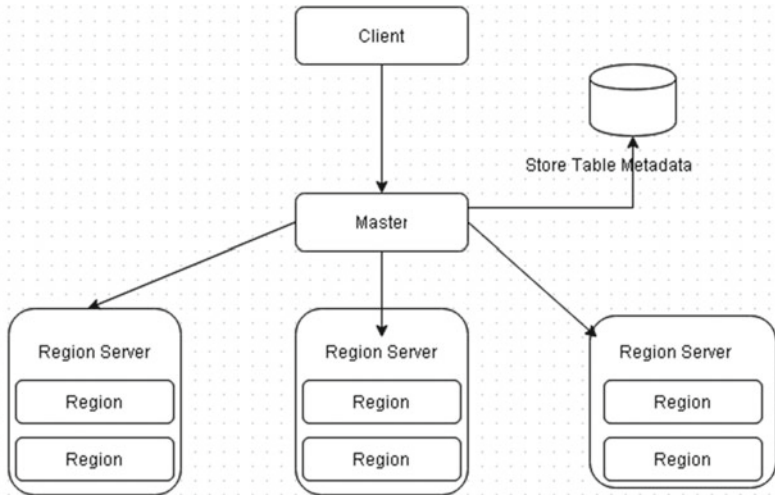 Client
Store Table Metadata
Master
Region Server
Region Server
Region Server
Region
Region
Region
Region
Region
Region